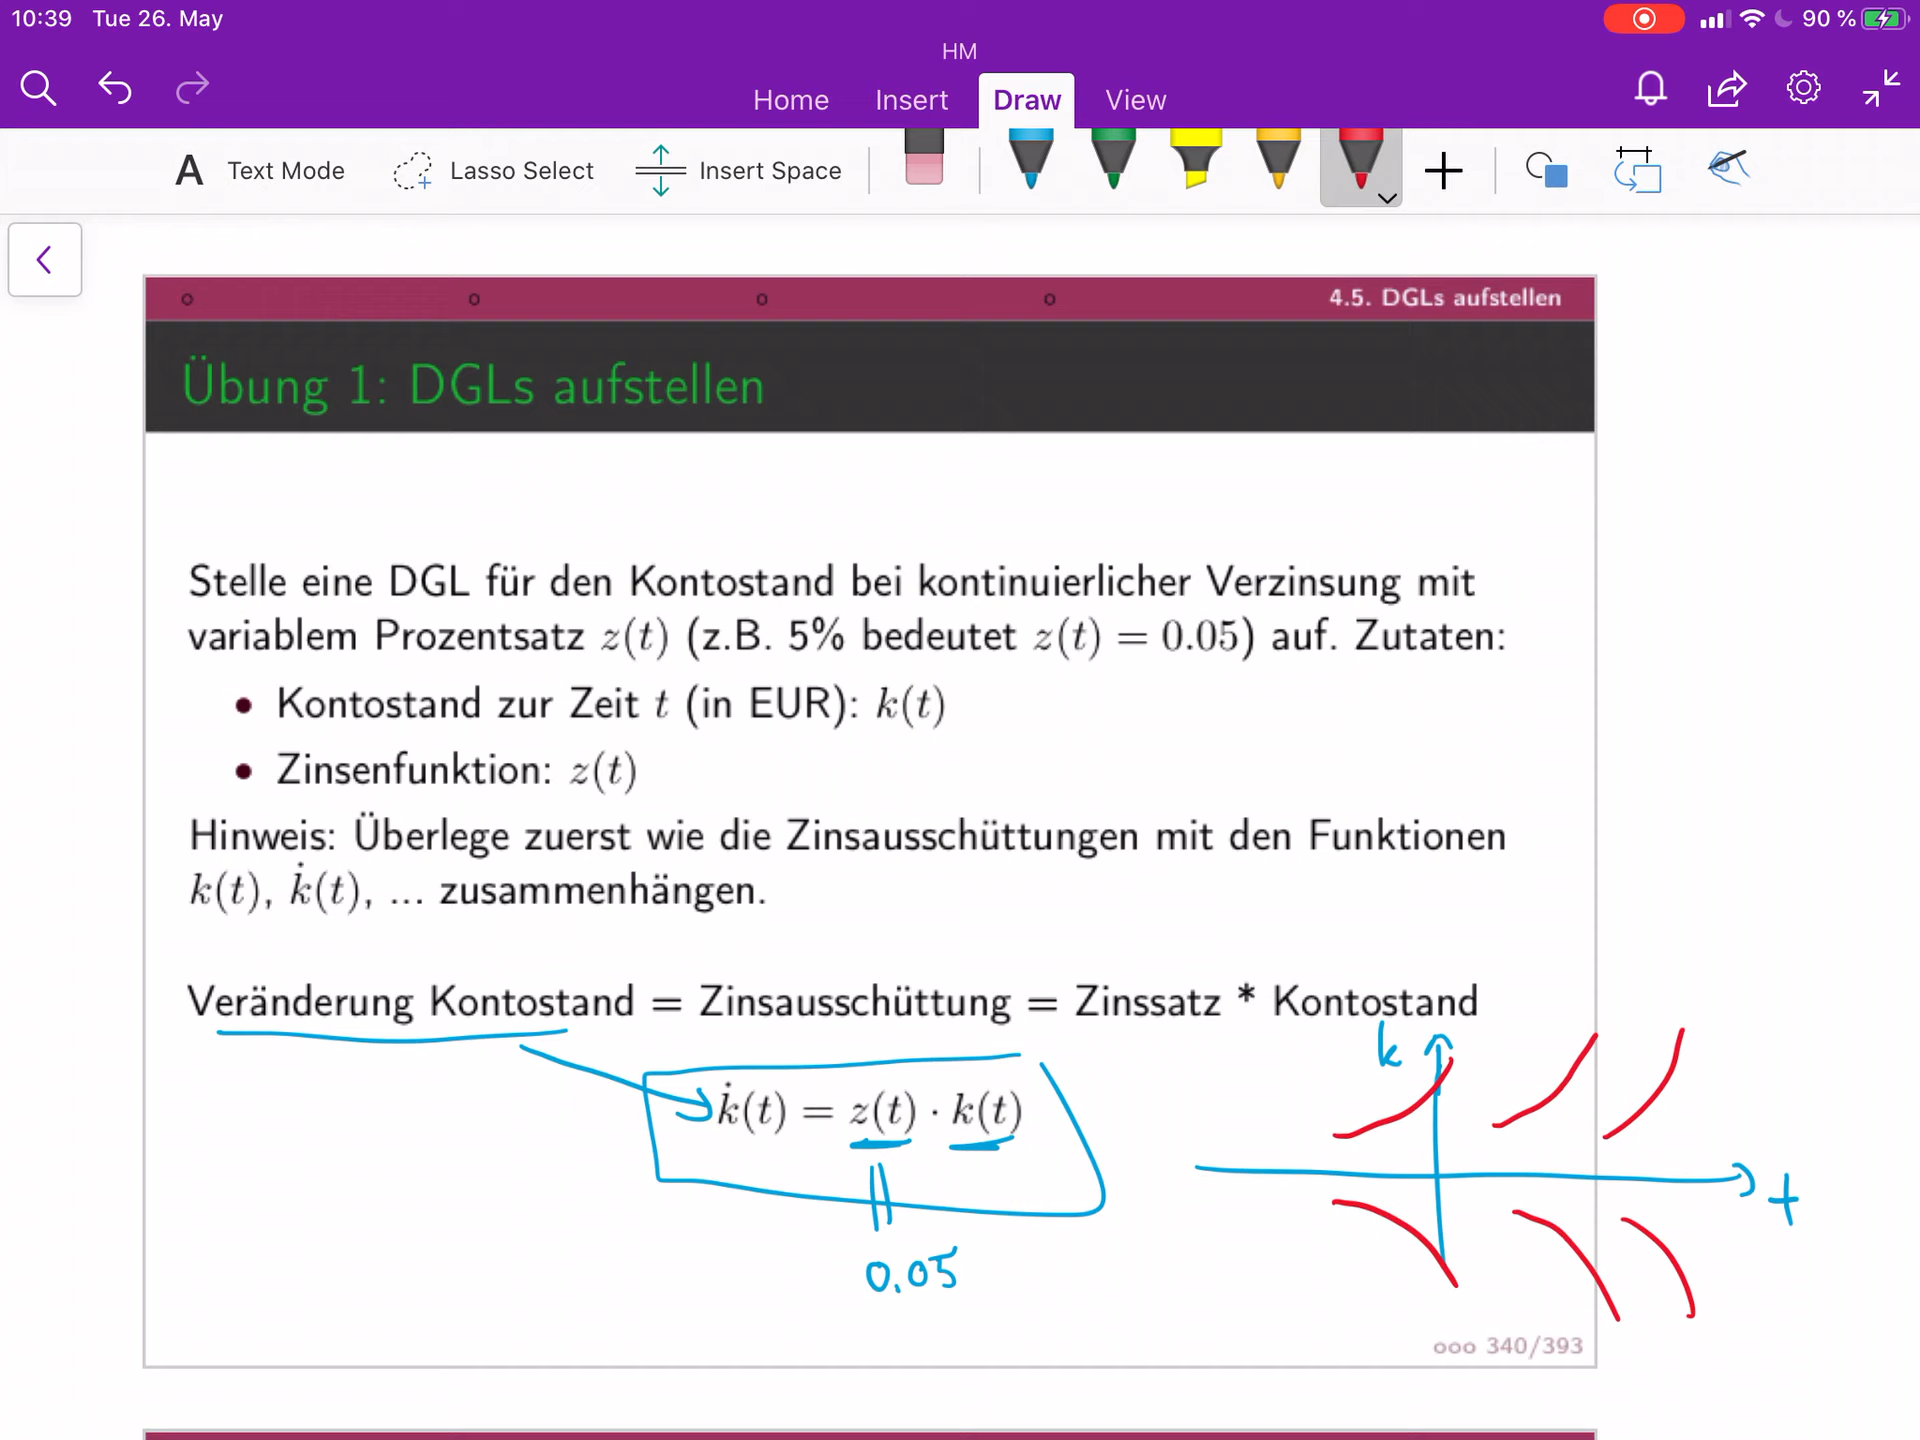 10:39 Tue 26. May
90 %
HM
Home Insert Draw View
A Text Mode Lasso Select Insert Space
4.5. DGLs aufstellen
Übung 1: DGLs aufstellen
Stelle eine DGL für den Kontostand bei kontinuierlicher Verzinsung mit
variablem Prozentsatz z(t) (z.B. 5% bedeutet z(t) = 0.05) auf. Zutaten:
• Kontostand zur Zeit t (in EUR): k(t)
• Zinsenfunktion: z(t)
Hinweis: Überlege zuerst wie die Zinsausschüttungen mit den Funktionen
k(t), k̇(t), ... zusammenhängen.
Veränderung Kontostand = Zinsausschüttung = Zinssatz * Kontostand
k
k̇(t) = z(t) · k(t)
t
0.05
340/393